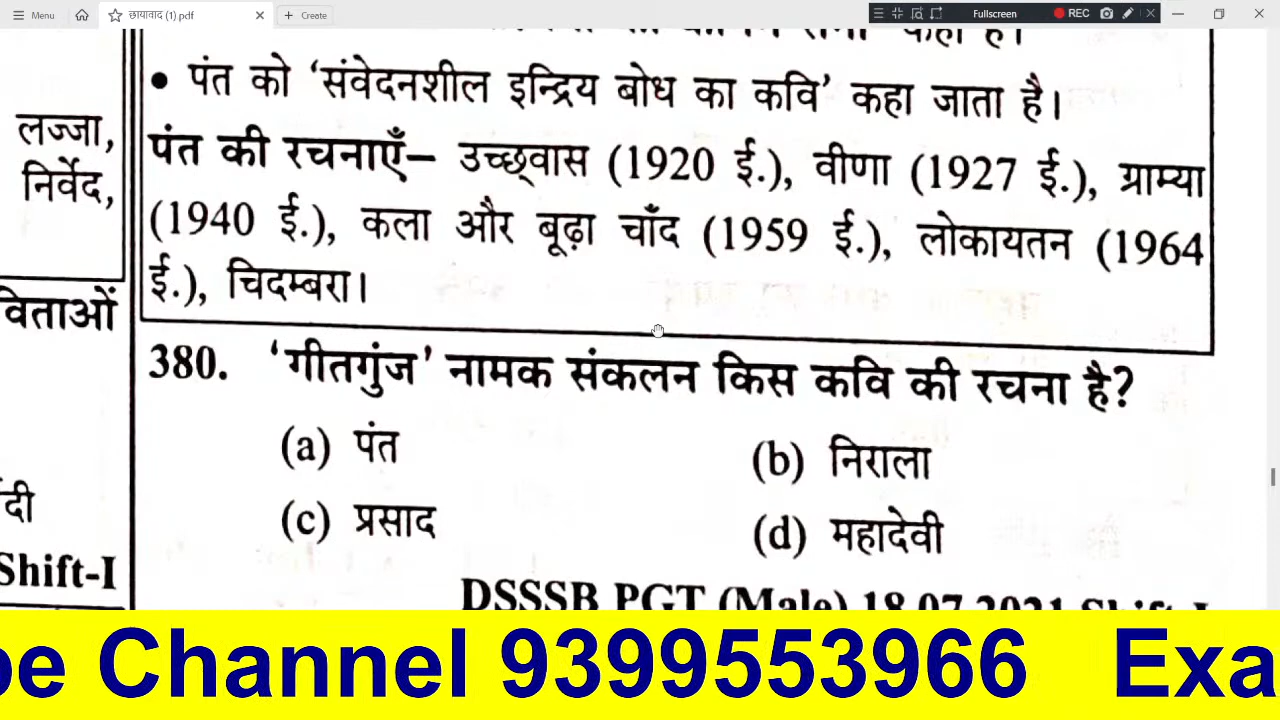 Menu
छायावाद (1).pdf
Create
Fullscreen
REC
कहा है।
• पंत को ‘संवेदनशील इन्द्रिय बोध का कवि’ कहा जाता है।
लज्जा,
निर्वेद,
पंत की रचनाएँ– उच्छ्वास (1920 ई.), वीणा (1927 ई.), ग्राम्या
(1940 ई.), कला और बूढ़ा चाँद (1959 ई.), लोकायतन (1964
ई.), चिदम्बरा।
विताओं
380. ‘गीतगुंज’ नामक संकलन किस कवि की रचना है?
(a) पंत
(b) निराला
(c) प्रसाद
(d) महादेवी
दी
Shift-I
DSSSB PGT (Male) 18.07.2021 Shift-I
be Channel 9399553966 Exa